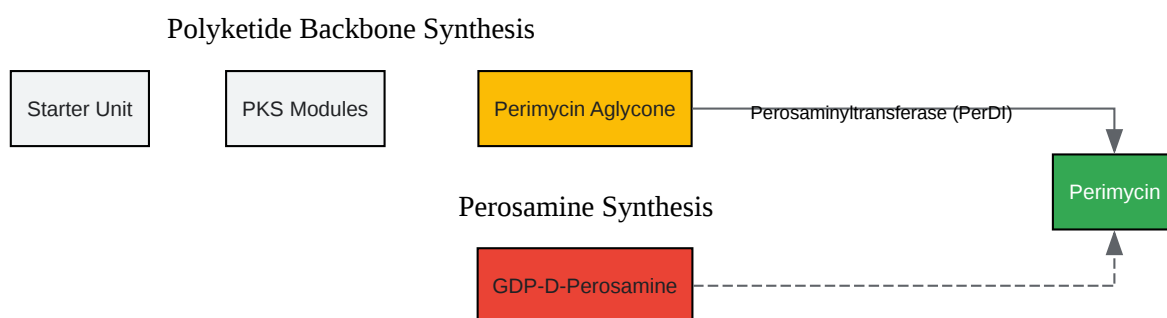 Polyketide Backbone Synthesis
Starter Unit
PKS Modules
Perimycin Aglycone
Perosaminyltransferase (PerDI)
Perimycin
Perosamine Synthesis
GDP-D-Perosamine